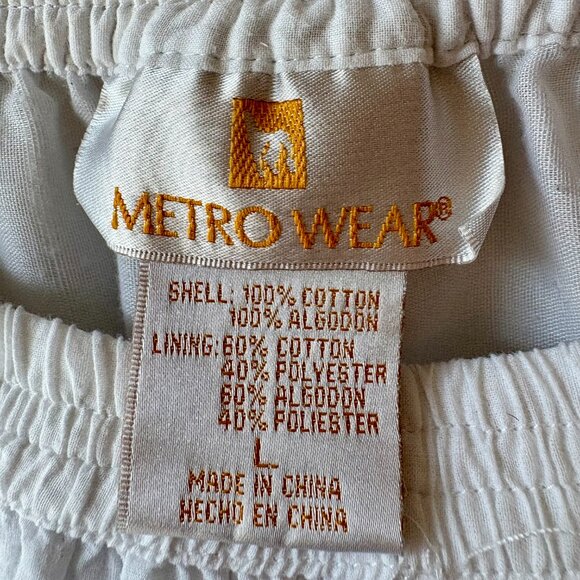 METRO WEAR®
SHELL: 100% COTTON
100% ALGODON
LINING: 60% COTTON
40% POLYESTER
60% ALGODON
40% POLIESTER
L
MADE IN CHINA
HECHO EN CHINA